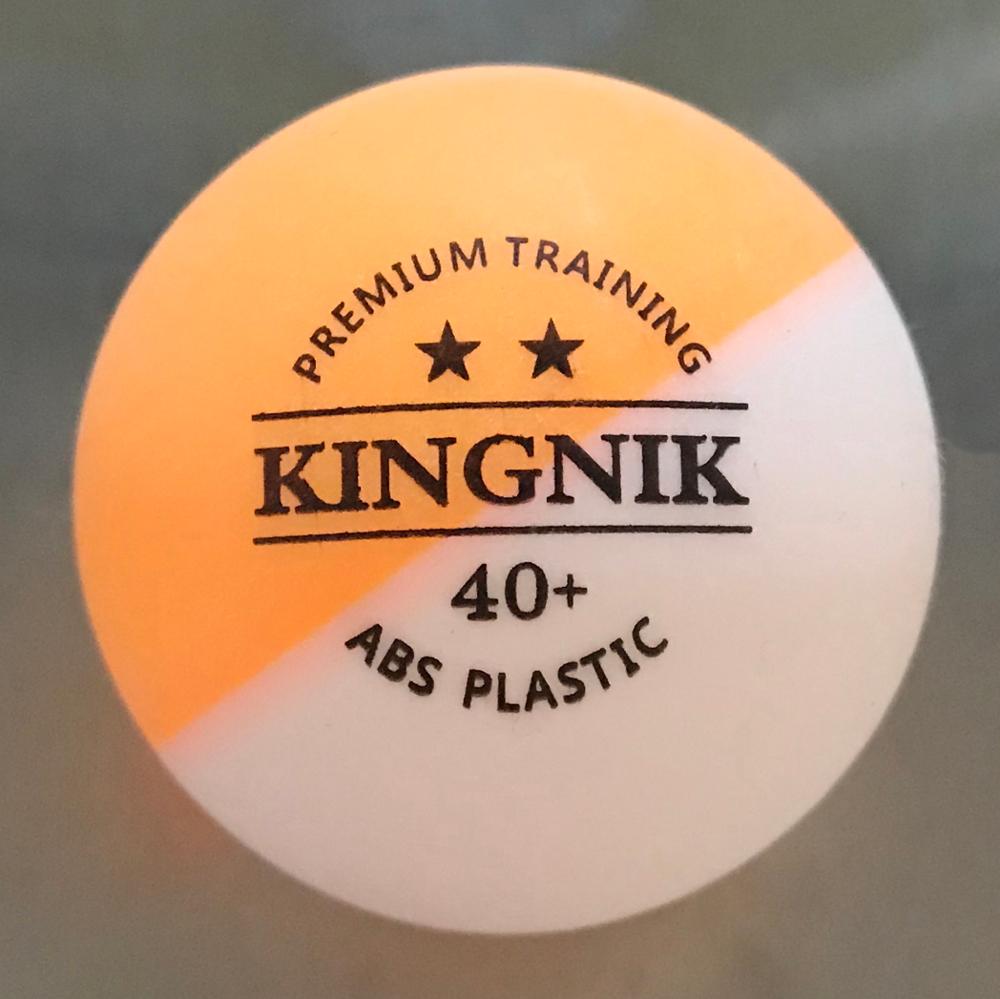 PREMIUM TRAINING
★ ★
KINGNIK
40+
ABS PLASTIC